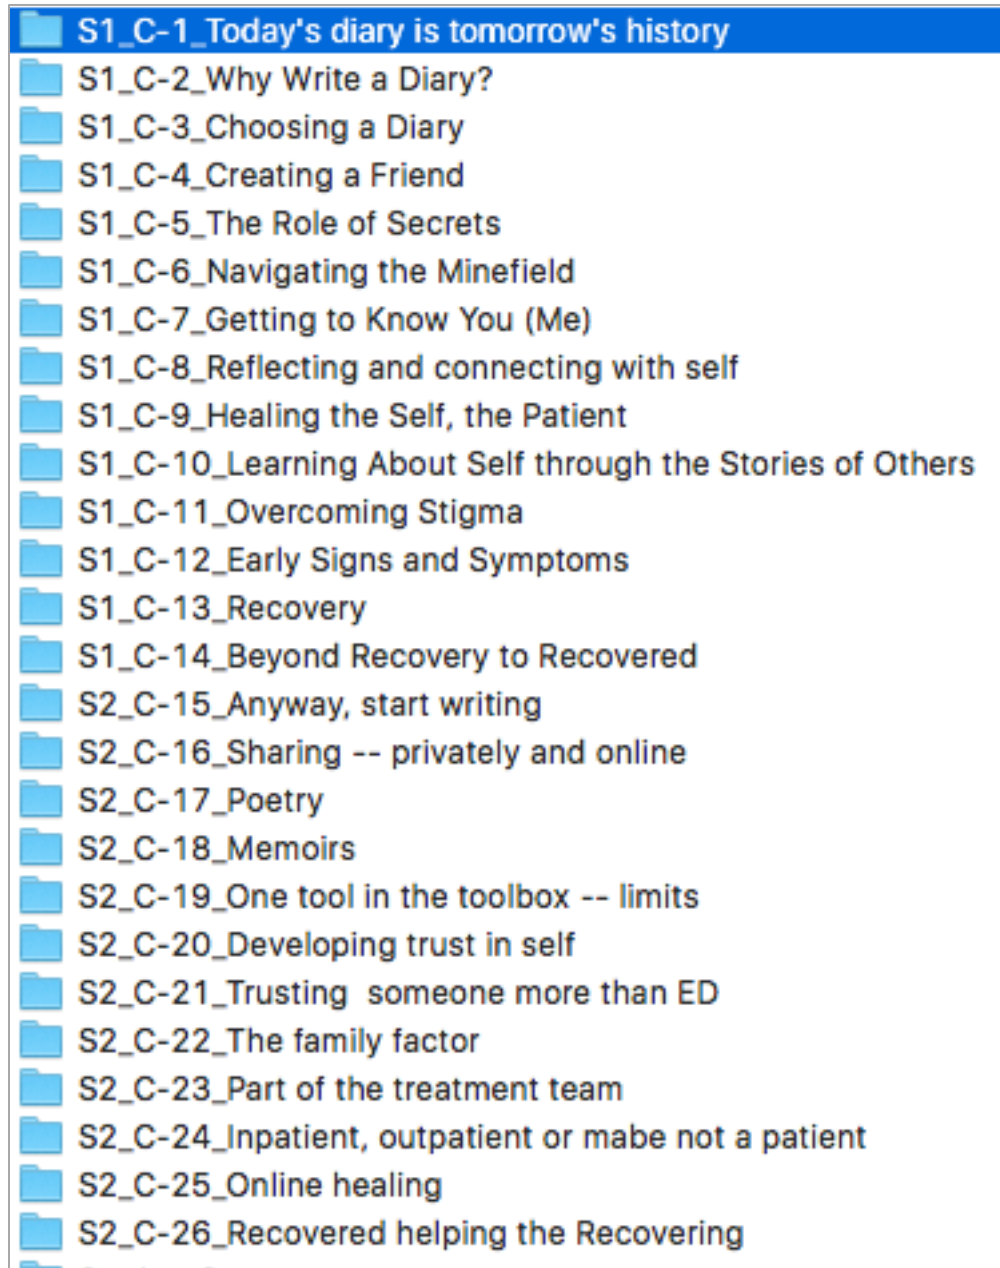 S1_C-1_Today's diary is tomorrow's history
S1_C-2_Why Write a Diary?
S1_C-3_Choosing a Diary
S1_C-4_Creating a Friend
S1_C-5_The Role of Secrets
S1_C-6_Navigating the Minefield
S1_C-7_Getting to Know You (Me)
S1_C-8_Reflecting and connecting with self
S1_C-9_Healing the Self, the Patient
S1_C-10_Learning About Self through the Stories of Others
S1_C-11_Overcoming Stigma
S1_C-12_Early Signs and Symptoms
S1_C-13_Recovery
S1_C-14_Beyond Recovery to Recovered
S2_C-15_Anyway, start writing
S2_C-16_Sharing -- privately and online
S2_C-17_Poetry
S2_C-18_Memoirs
S2_C-19_One tool in the toolbox -- limits
S2_C-20_Developing trust in self
S2_C-21_Trusting  someone more than ED
S2_C-22_The family factor
S2_C-23_Part of the treatment team
S2_C-24_Inpatient, outpatient or mabe not a patient
S2_C-25_Online healing
S2_C-26_Recovered helping the Recovering